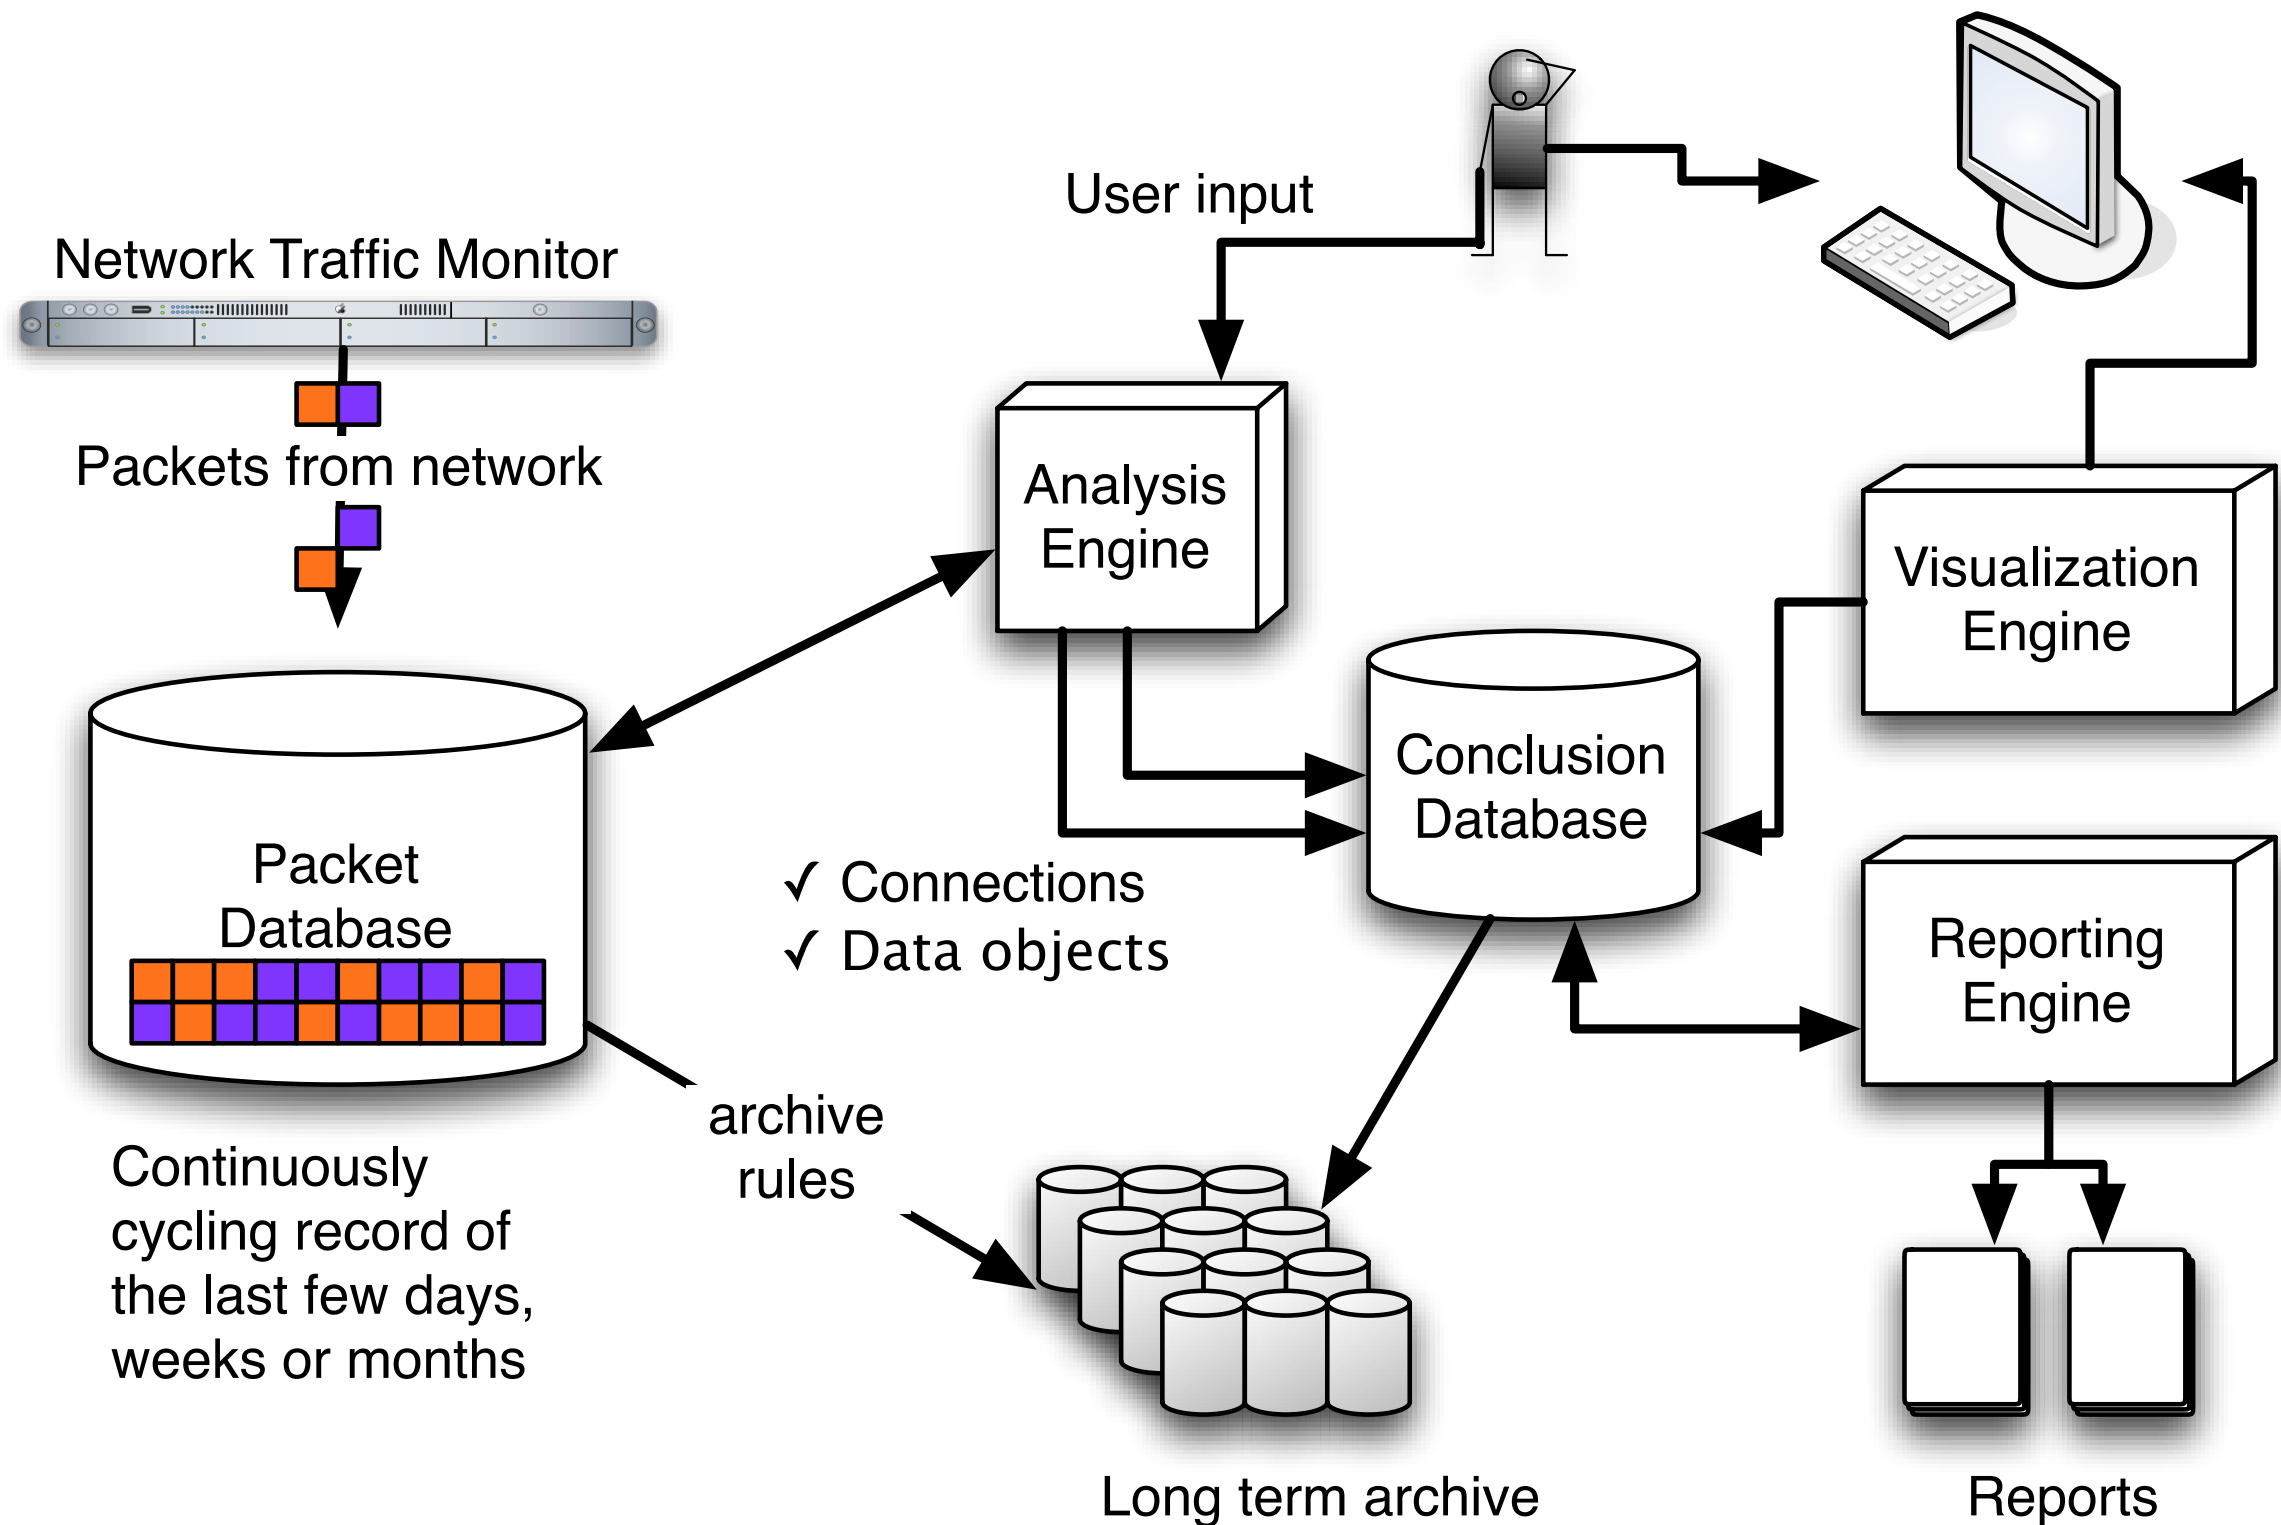 User input
Network Traffic Monitor
Packets from network
Analysis
Engine
Visualization
Engine
Conclusion
Database
Packet
Database
✓ Connections
✓ Data objects
Reporting
Engine
archive
rules
Continuously
cycling record of
the last few days,
weeks or months
Long term archive
Reports